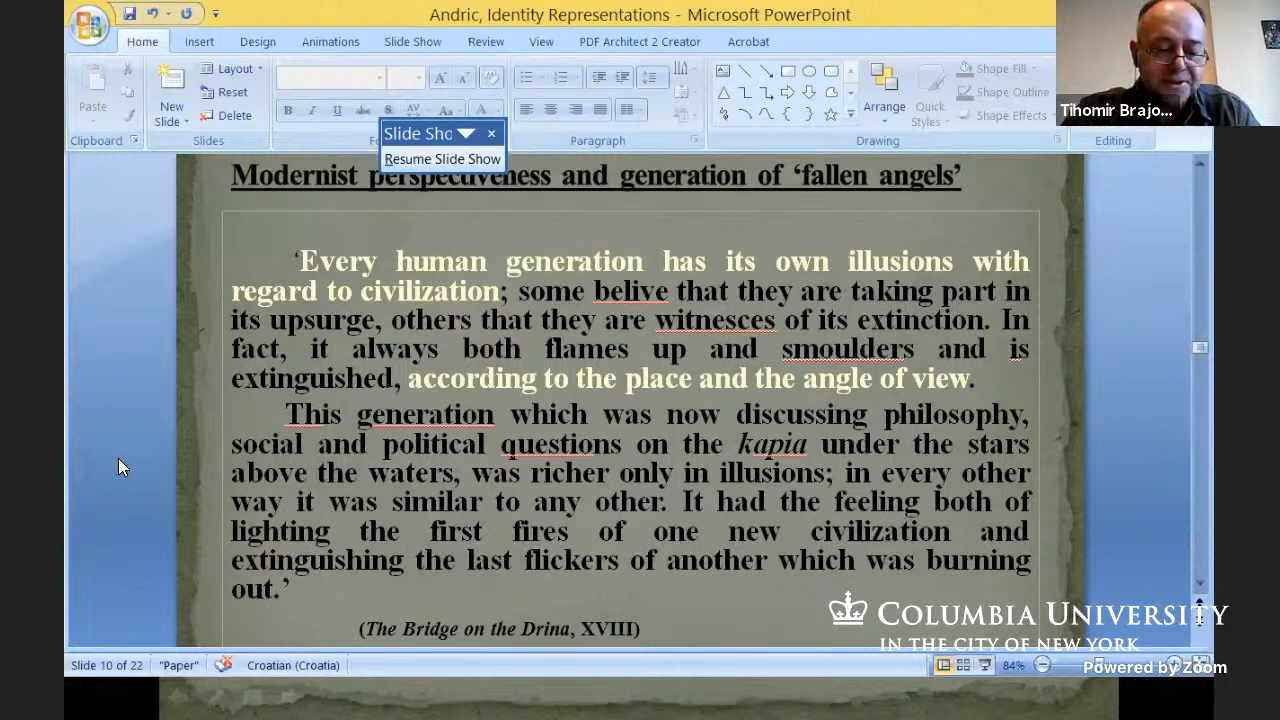 Andric, Identity Representations - Microsoft PowerPoint
Home Insert Design Animations Slide Show Review View PDF Architect 2 Creator Acrobat
Paste
New Slide
Layout
Reset
Delete
B I U abc S AV Aa A
Arrange
Quick Styles
Shape Fill
Shape Outline
Shape Effects
Clipboard Slides Paragraph Drawing Editing
Tihomir Brajo...
Slide Sho
Resume Slide Show
Modernist perspectiveness and generation of ‘fallen angels’
‘Every human generation has its own illusions with
regard to civilization; some belive that they are taking part in
its upsurge, others that they are witnesces of its extinction. In
fact, it always both flames up and smoulders and is
extinguished, according to the place and the angle of view.
This generation which was now discussing philosophy,
social and political questions on the kapia under the stars
above the waters, was richer only in illusions; in every other
way it was similar to any other. It had the feeling both of
lighting the first fires of one new civilization and
extinguishing the last flickers of another which was burning
out.’
(The Bridge on the Drina, XVIII)
COLUMBIA UNIVERSITY
IN THE CITY OF NEW YORK
Slide 10 of 22 "Paper" Croatian (Croatia) 84%
Powered by Zoom